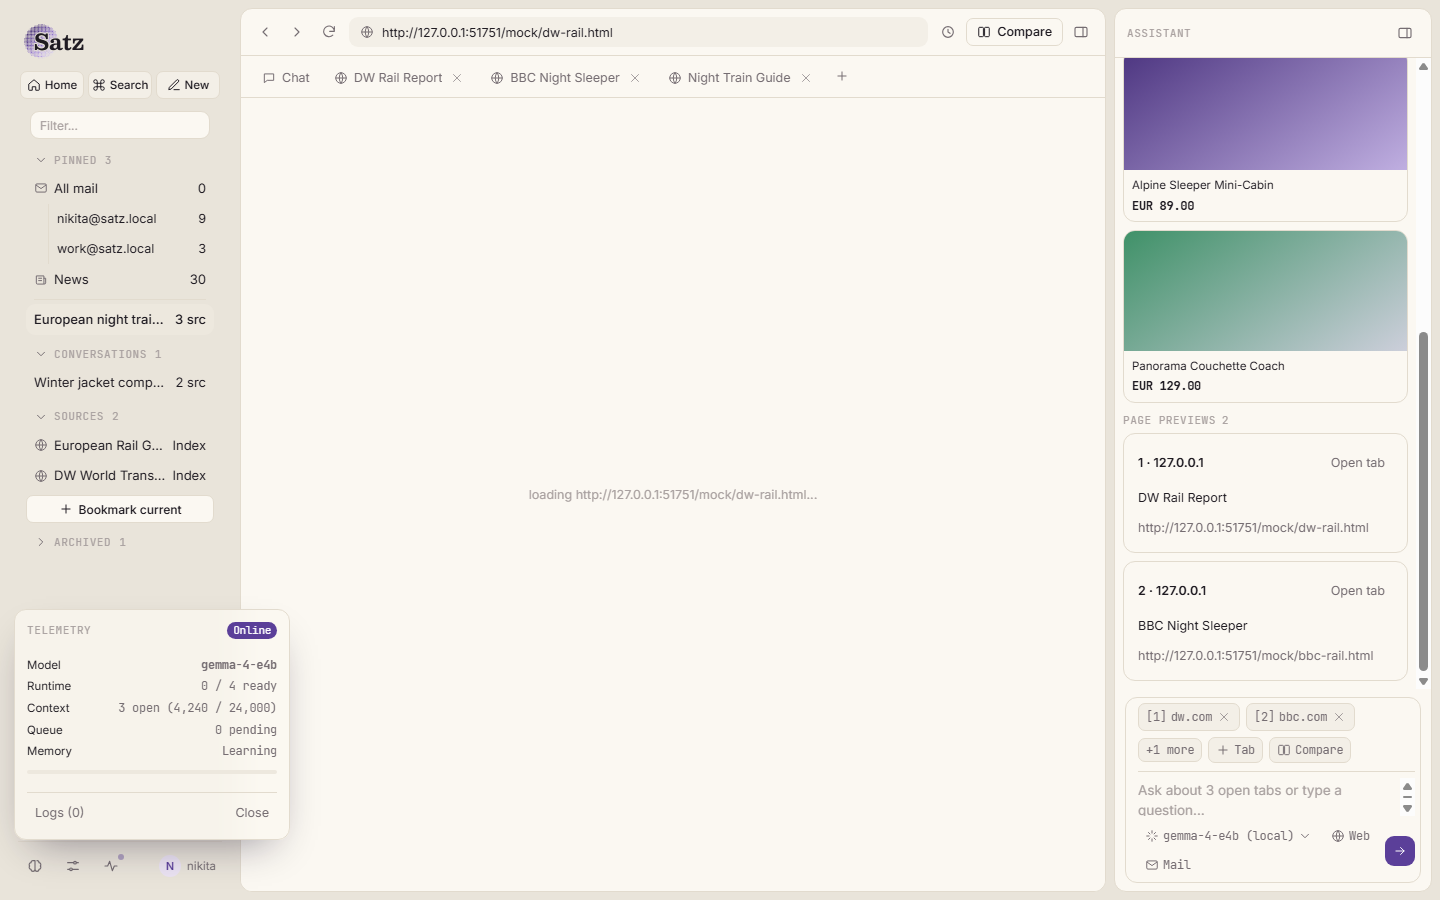 Satz
Home
Search
New
Filter...
PINNED 3
All mail 0
nikita@satz.local 9
work@satz.local 3
News 30
European night trai... 3 src
CONVERSATIONS 1
Winter jacket comp... 2 src
SOURCES 2
European Rail G... Index
DW World Trans... Index
Bookmark current
ARCHIVED 1
TELEMETRY Online
Model gemma-4-e4b
Runtime 0 / 4 ready
Context 3 open (4,240 / 24,000)
Queue 0 pending
Memory Learning
Logs (0) Close
N nikita
http://127.0.0.1:51751/mock/dw-rail.html
Compare
Chat
DW Rail Report
BBC Night Sleeper
Night Train Guide
loading http://127.0.0.1:51751/mock/dw-rail.html...
ASSISTANT
Alpine Sleeper Mini-Cabin
EUR 89.00
Panorama Couchette Coach
EUR 129.00
PAGE PREVIEWS 2
1 · 127.0.0.1 Open tab
DW Rail Report
http://127.0.0.1:51751/mock/dw-rail.html
2 · 127.0.0.1 Open tab
BBC Night Sleeper
http://127.0.0.1:51751/mock/bbc-rail.html
[1] dw.com
[2] bbc.com
+1 more
Tab
Compare
Ask about 3 open tabs or type a
question...
gemma-4-e4b (local)
Web
Mail